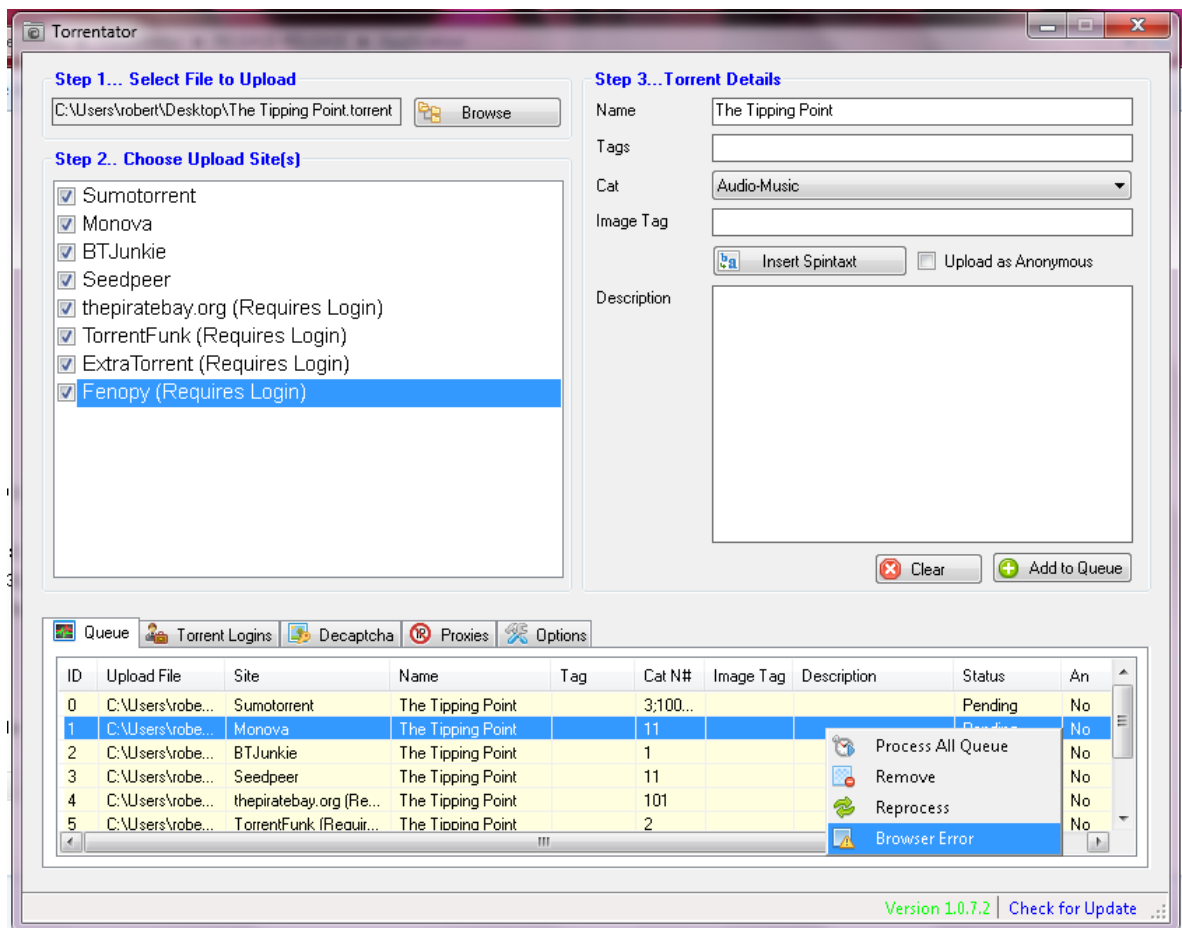 Torrentator
Step 1... Select File to Upload
C:\Users\robert\Desktop\The Tipping Point.torrent
Browse
Step 2.. Choose Upload Site(s)
Sumotorrent
Monova
BTJunkie
Seedpeer
thepiratebay.org (Requires Login)
TorrentFunk (Requires Login)
ExtraTorrent (Requires Login)
Fenopy (Requires Login)
Step 3...Torrent Details
Name The Tipping Point
Tags
Cat Audio-Music
Image Tag
Insert Spintaxt Upload as Anonymous
Description
Clear Add to Queue
Queue Torrent Logins Decaptcha Proxies Options
ID Upload File Site Name Tag Cat N# Image Tag Description Status An
0 C:\Users\robe... Sumotorrent The Tipping Point 3;100... Pending No
1 C:\Users\robe... Monova The Tipping Point 11 Pending No
2 C:\Users\robe... BTJunkie The Tipping Point 1 No
3 C:\Users\robe... Seedpeer The Tipping Point 11 No
4 C:\Users\robe... thepiratebay.org (Re... The Tipping Point 101 No
5 C:\Users\robe... TorrentFunk (Requir... The Tipping Point 2 No
Process All Queue
Remove
Reprocess
Browser Error
Version 1.0.7.2 Check for Update